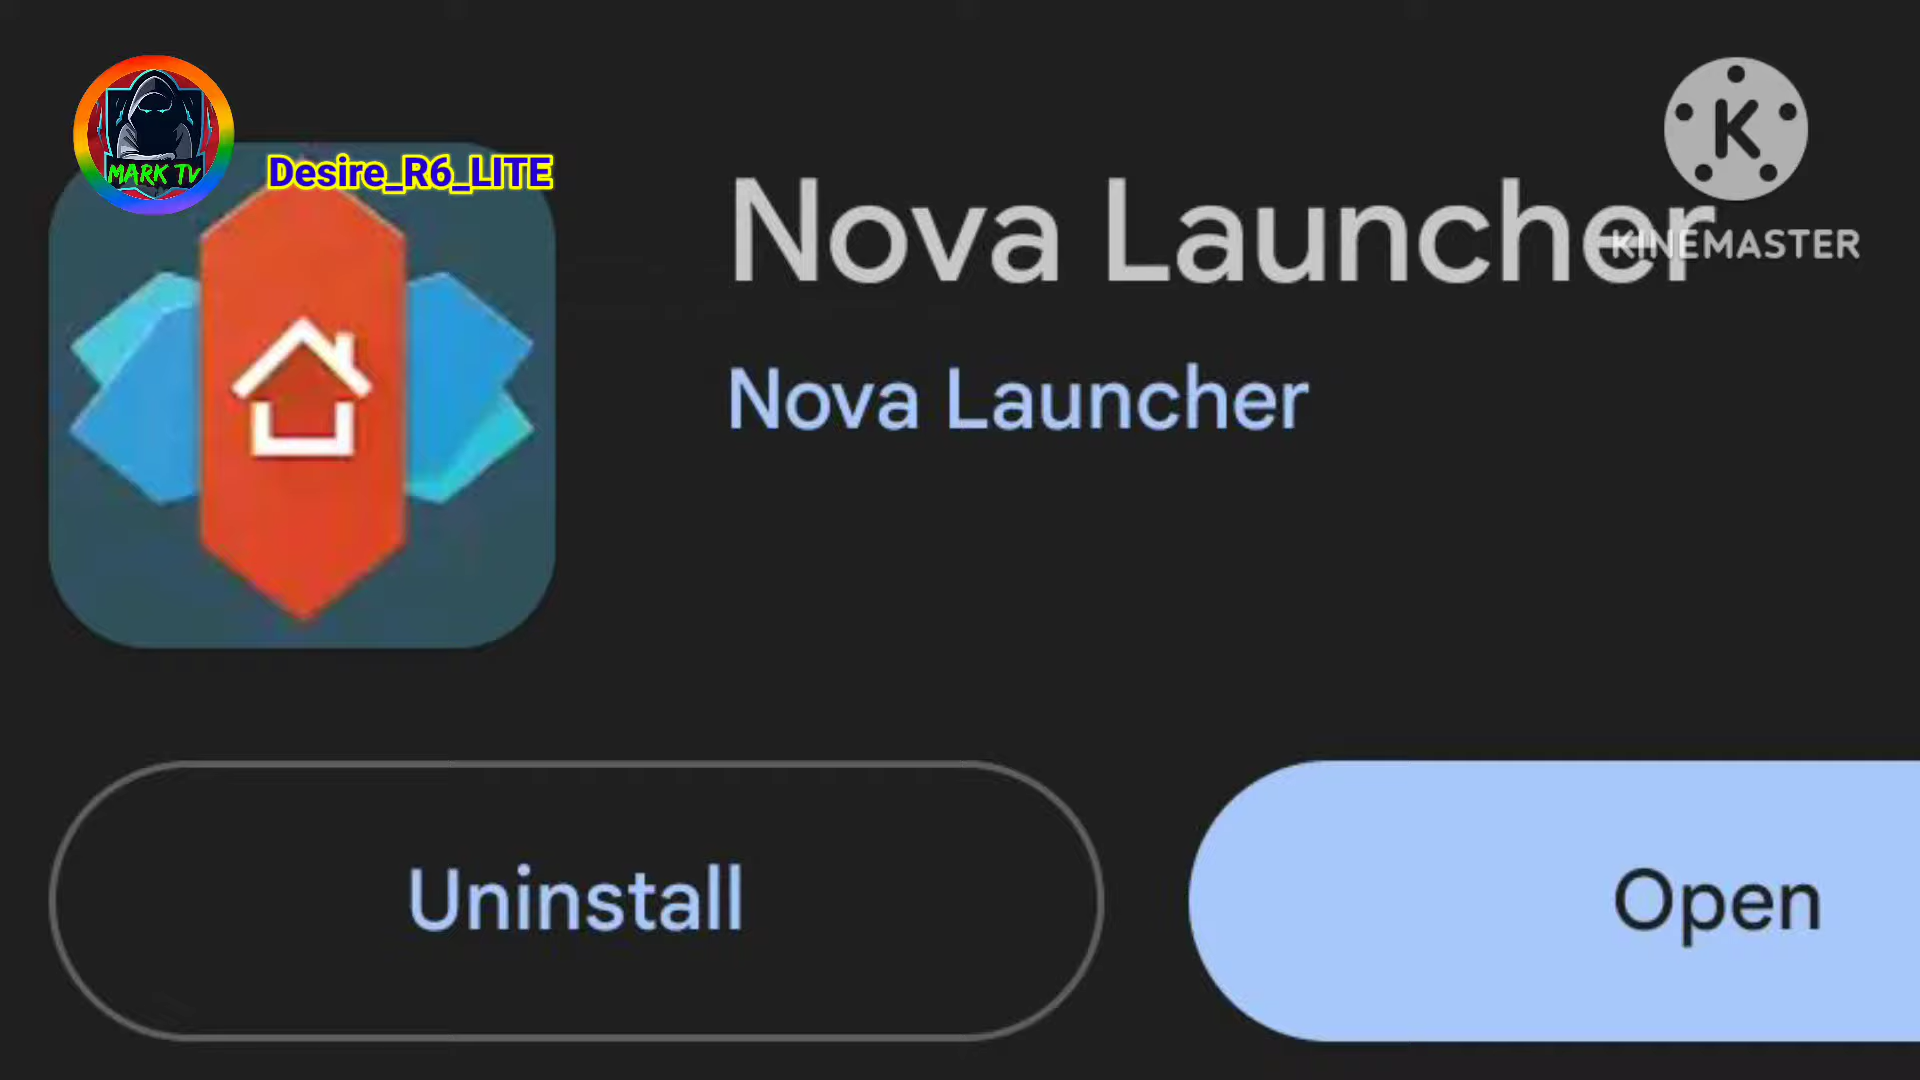 MARK TV
Desire_R6_LITE
Nova Launcher
K
KINEMASTER
Nova Launcher
Uninstall
Open